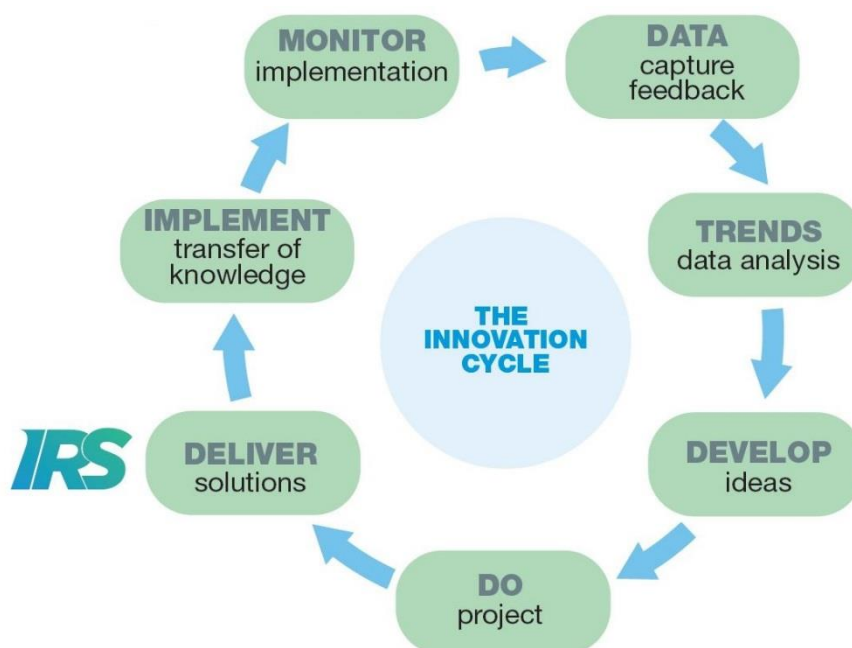 MONITOR
implementation
DATA
capture
feedback
TRENDS
data analysis
DEVELOP
ideas
DO
project
DELIVER
solutions
IMPLEMENT
transfer of
knowledge
THE
INNOVATION
CYCLE
IRS